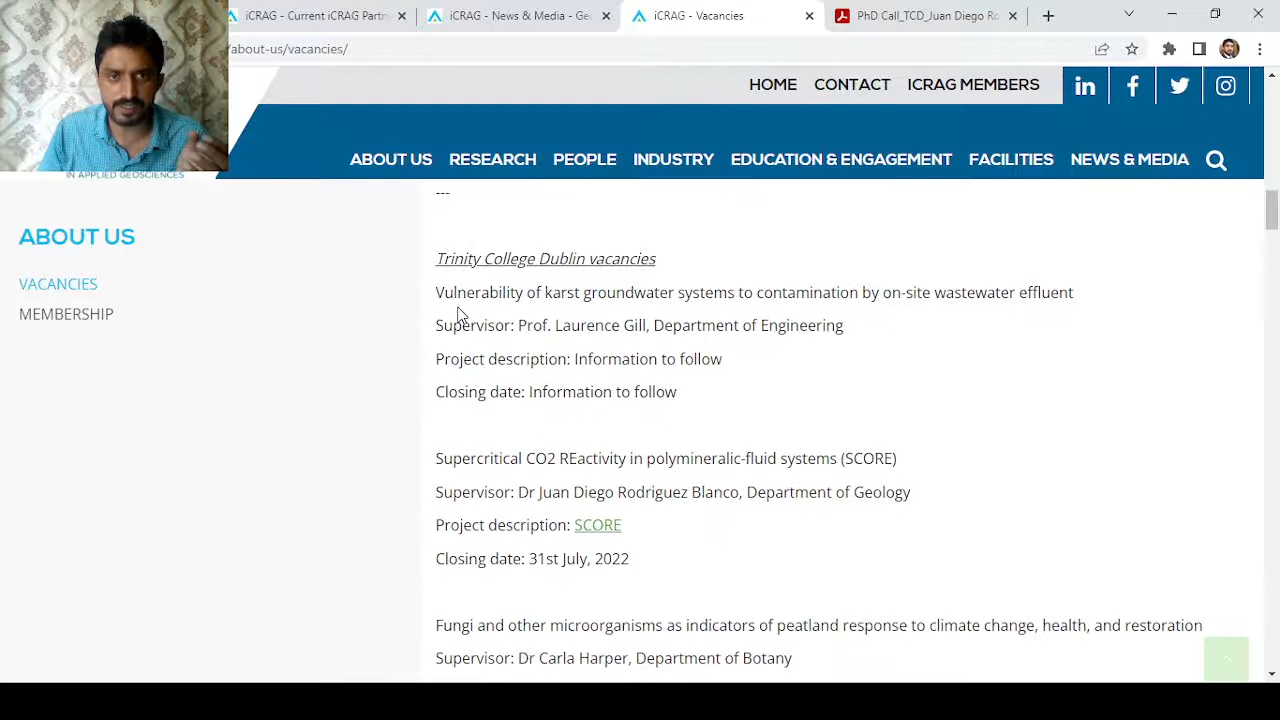 iCRAG - Current iCRAG Partn
iCRAG - News & Media - Ge
iCRAG - Vacancies
PhD Call_TCD_Juan Diego Ro
/about-us/vacancies/
HOME CONTACT ICRAG MEMBERS
ABOUT US RESEARCH PEOPLE INDUSTRY EDUCATION & ENGAGEMENT FACILITIES NEWS & MEDIA
IN APPLIED GEOSCIENCES
---
ABOUT US
VACANCIES
MEMBERSHIP
Trinity College Dublin vacancies
Vulnerability of karst groundwater systems to contamination by on-site wastewater effluent
Supervisor: Prof. Laurence Gill, Department of Engineering
Project description: Information to follow
Closing date: Information to follow
Supercritical CO2 REactivity in polymineralic-fluid systems (SCORE)
Supervisor: Dr Juan Diego Rodriguez Blanco, Department of Geology
Project description: SCORE
Closing date: 31st July, 2022
Fungi and other microorganisms as indicators of peatland response to climate change, health, and restoration
Supervisor: Dr Carla Harper, Department of Botany